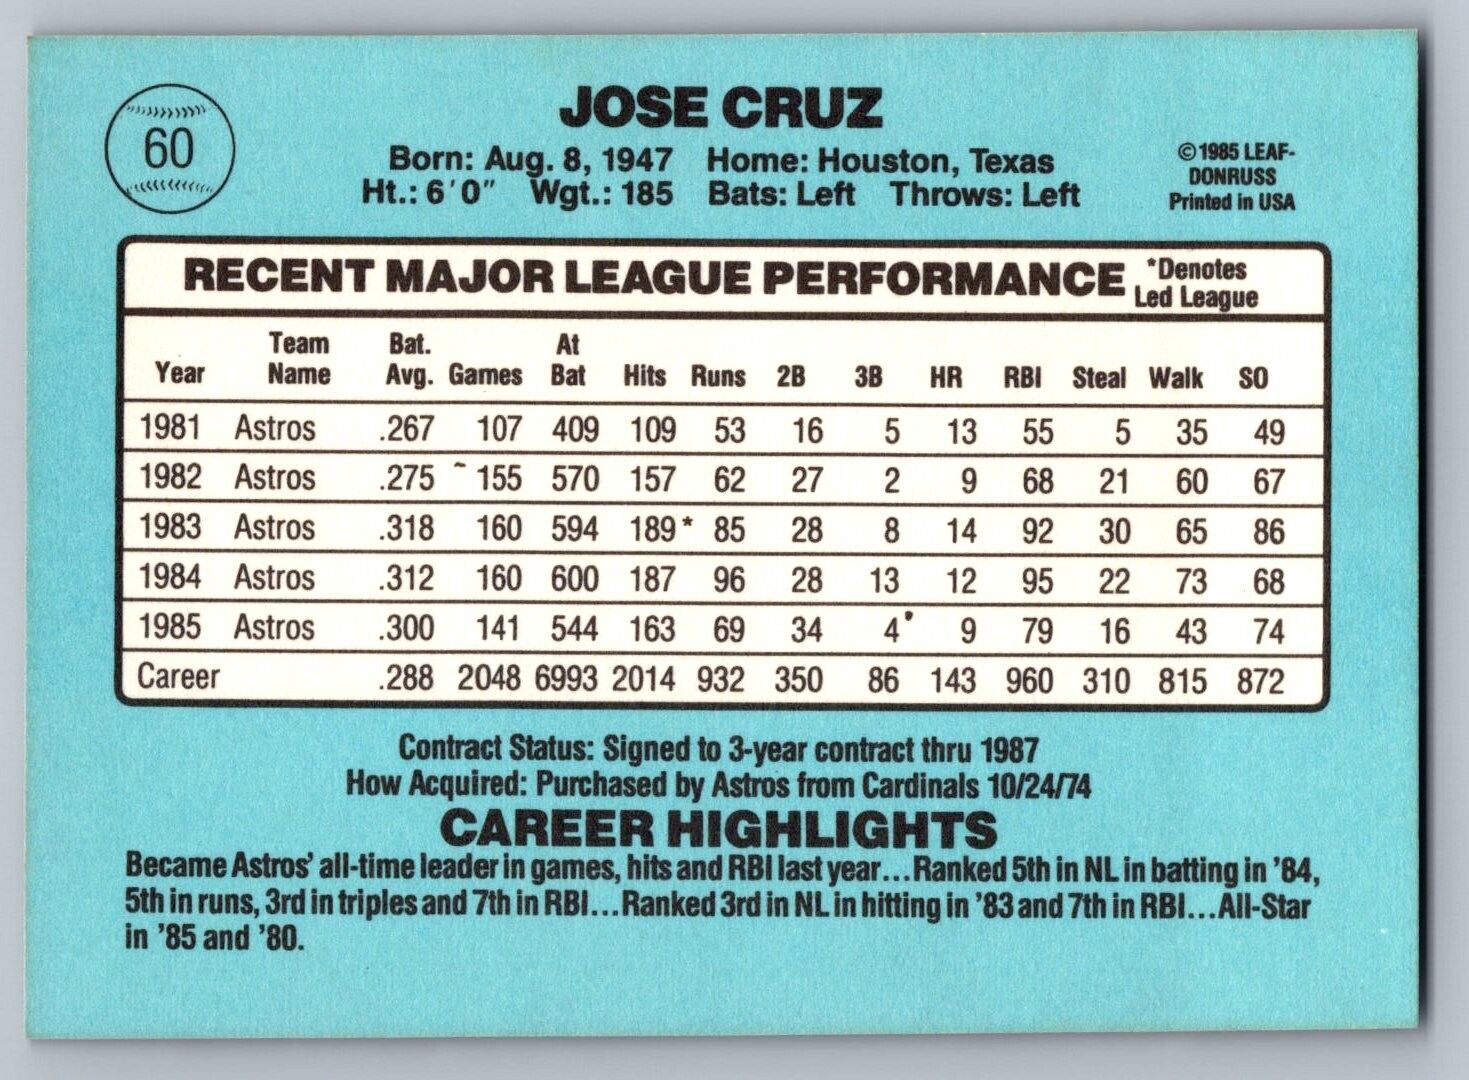 60
JOSE CRUZ
Born: Aug. 8, 1947 Home: Houston, Texas
Ht.: 6'0" Wgt.: 185 Bats: Left Throws: Left
©1985 LEAF-
DONRUSS
Printed in USA
RECENT MAJOR LEAGUE PERFORMANCE
*Denotes
Led League
Year Team Name Bat. Avg. Games At Bat Hits Runs 2B 3B HR RBI Steal Walk SO
1981 Astros .267 107 409 109 53 16 5 13 55 5 35 49
1982 Astros .275 155 570 157 62 27 2 9 68 21 60 67
1983 Astros .318 160 594 189* 85 28 8 14 92 30 65 86
1984 Astros .312 160 600 187 96 28 13 12 95 22 73 68
1985 Astros .300 141 544 163 69 34 4 9 79 16 43 74
Career .288 2048 6993 2014 932 350 86 143 960 310 815 872
Contract Status: Signed to 3-year contract thru 1987
How Acquired: Purchased by Astros from Cardinals 10/24/74
CAREER HIGHLIGHTS
Became Astros' all-time leader in games, hits and RBI last year...Ranked 5th in NL in batting in '84,
5th in runs, 3rd in triples and 7th in RBI...Ranked 3rd in NL in hitting in '83 and 7th in RBI...All-Star
in '85 and '80.